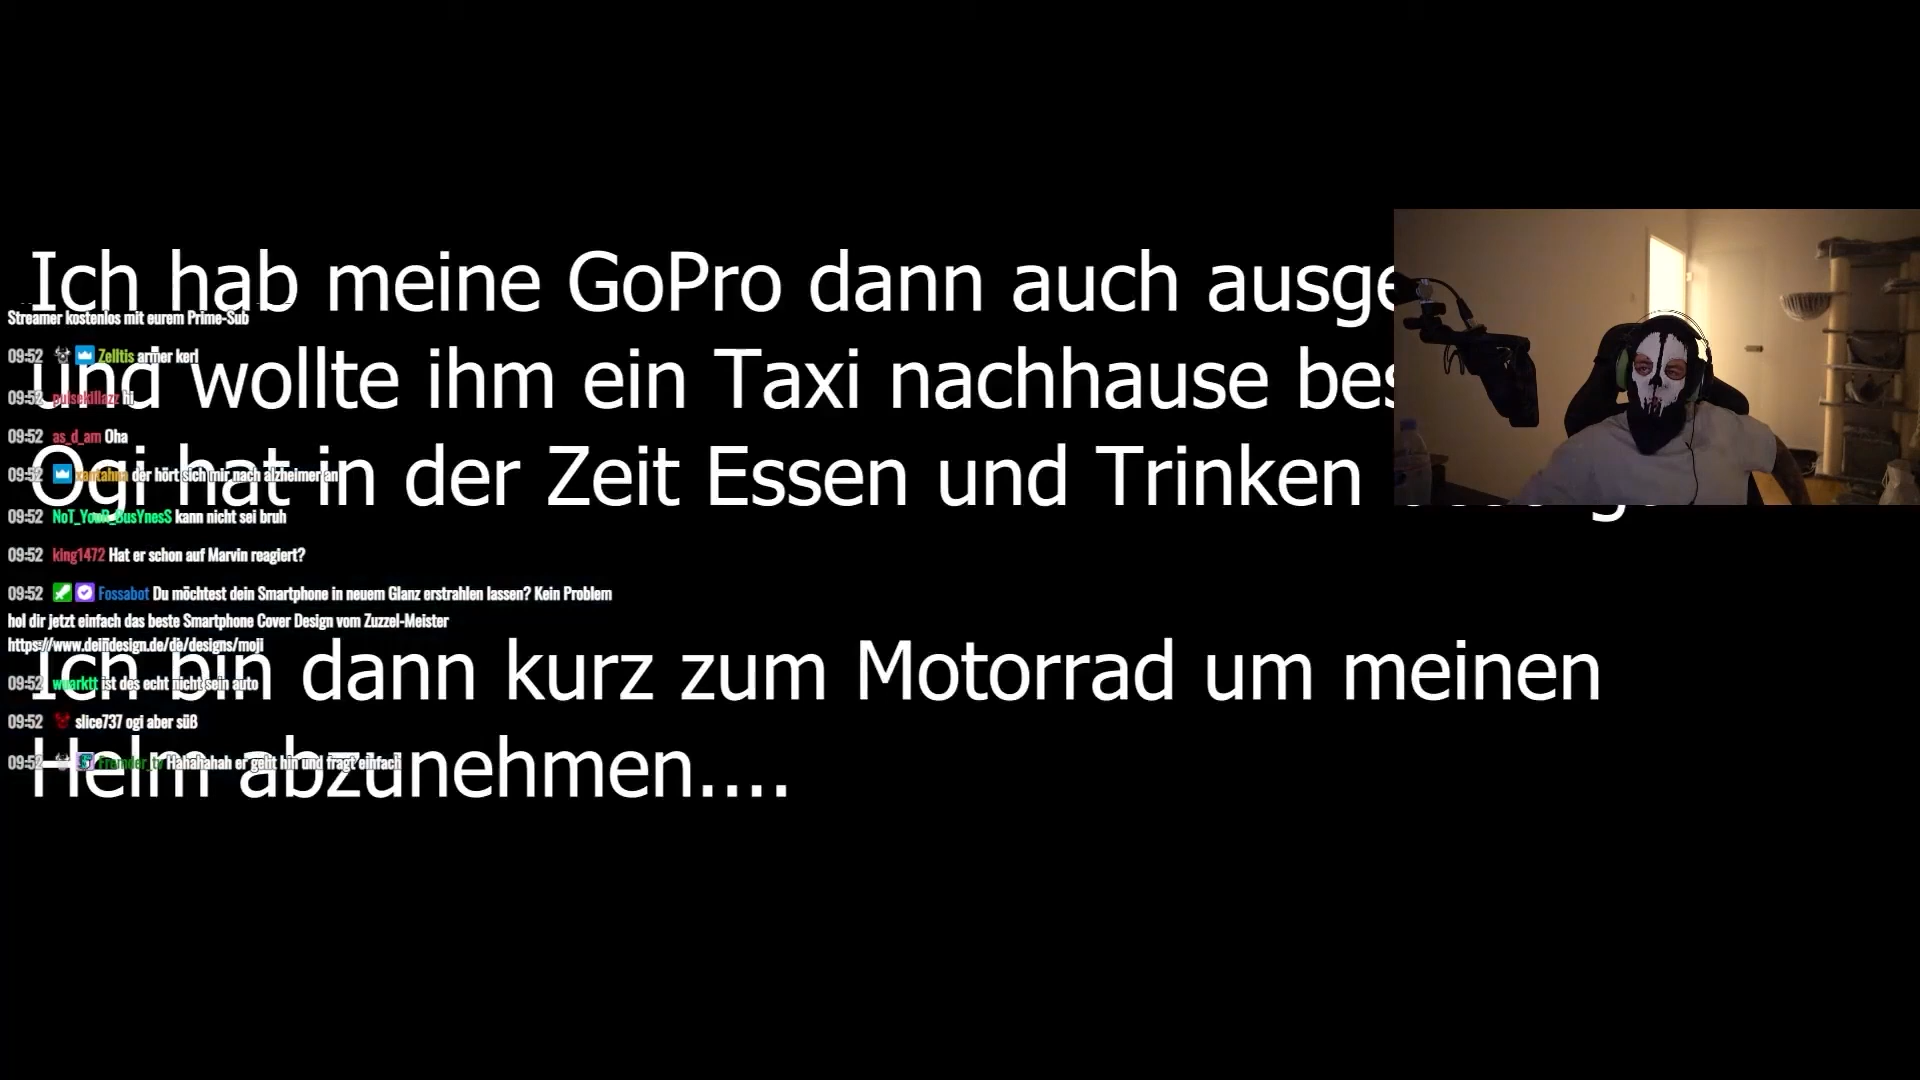 Ich hab meine GoPro dann auch
und wollte ihm ein Taxi nachhause
Ogi hat in der Zeit Essen und Trinken
Ich bin dann kurz zum Motorrad um meinen
Helm abzunehmen....
Streamer kostenlos mit eurem Prime-Sub
09:52 Zelltis armer kerl
09:52 pulsekillazz hi
09:52 as_d_am Oha
09:52 der hört sich mir nach alzheimer an
09:52 NoT_YouR_BusYnesS kann nicht sei bruh
09:52 king1472 Hat er schon auf Marvin reagiert?
09:52 Fossabot Du möchtest dein Smartphone in neuem Glanz erstrahlen lassen? Kein Problem
hol dir jetzt einfach das beste Smartphone Cover Design vom Zuzzel-Meister
https://www.deindesign.de/de/designs/moji
09:52 wuarktt ist des echt nicht sein auto
09:52 slice737 ogi aber süß
09:52 Hahahahah er geht hin und fragt einfach